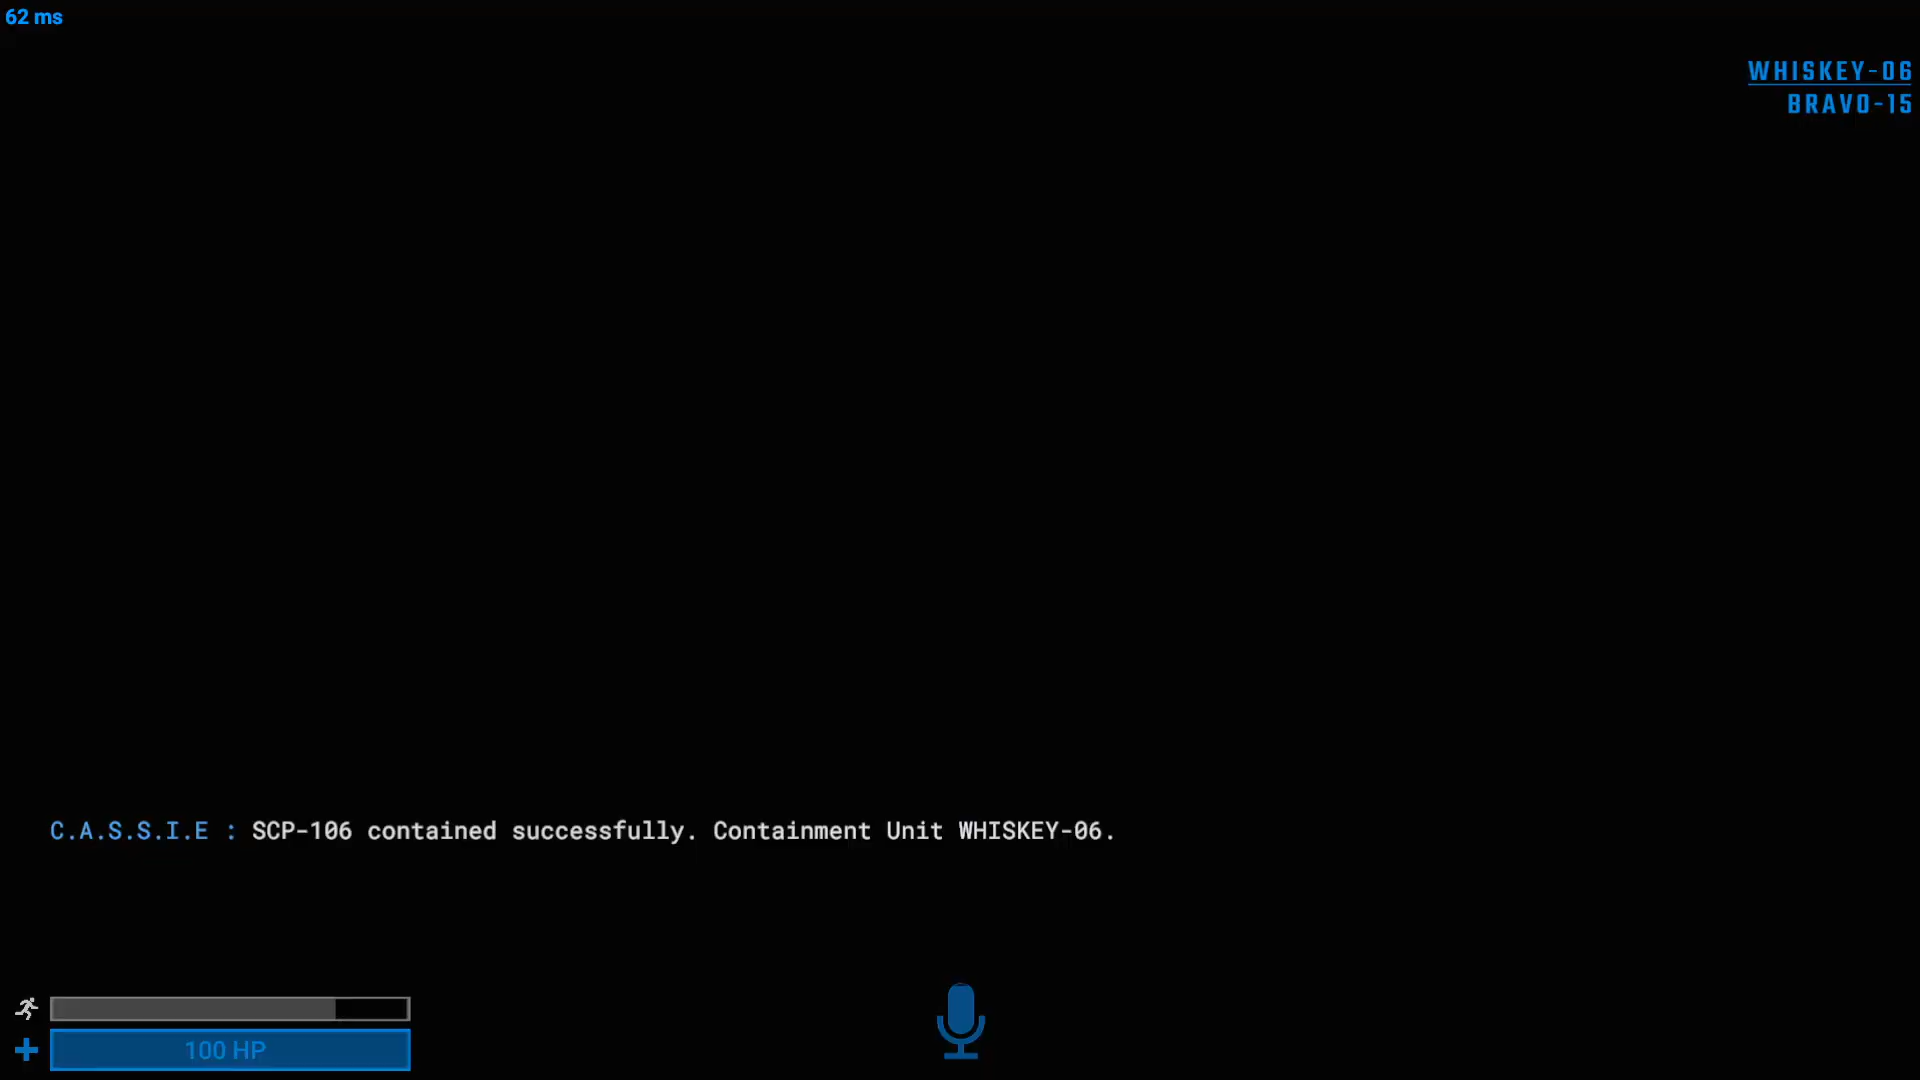 62 ms
WHISKEY-06
BRAVO-15
C.A.S.S.I.E : SCP-106 contained successfully. Containment Unit WHISKEY-06.
100 HP